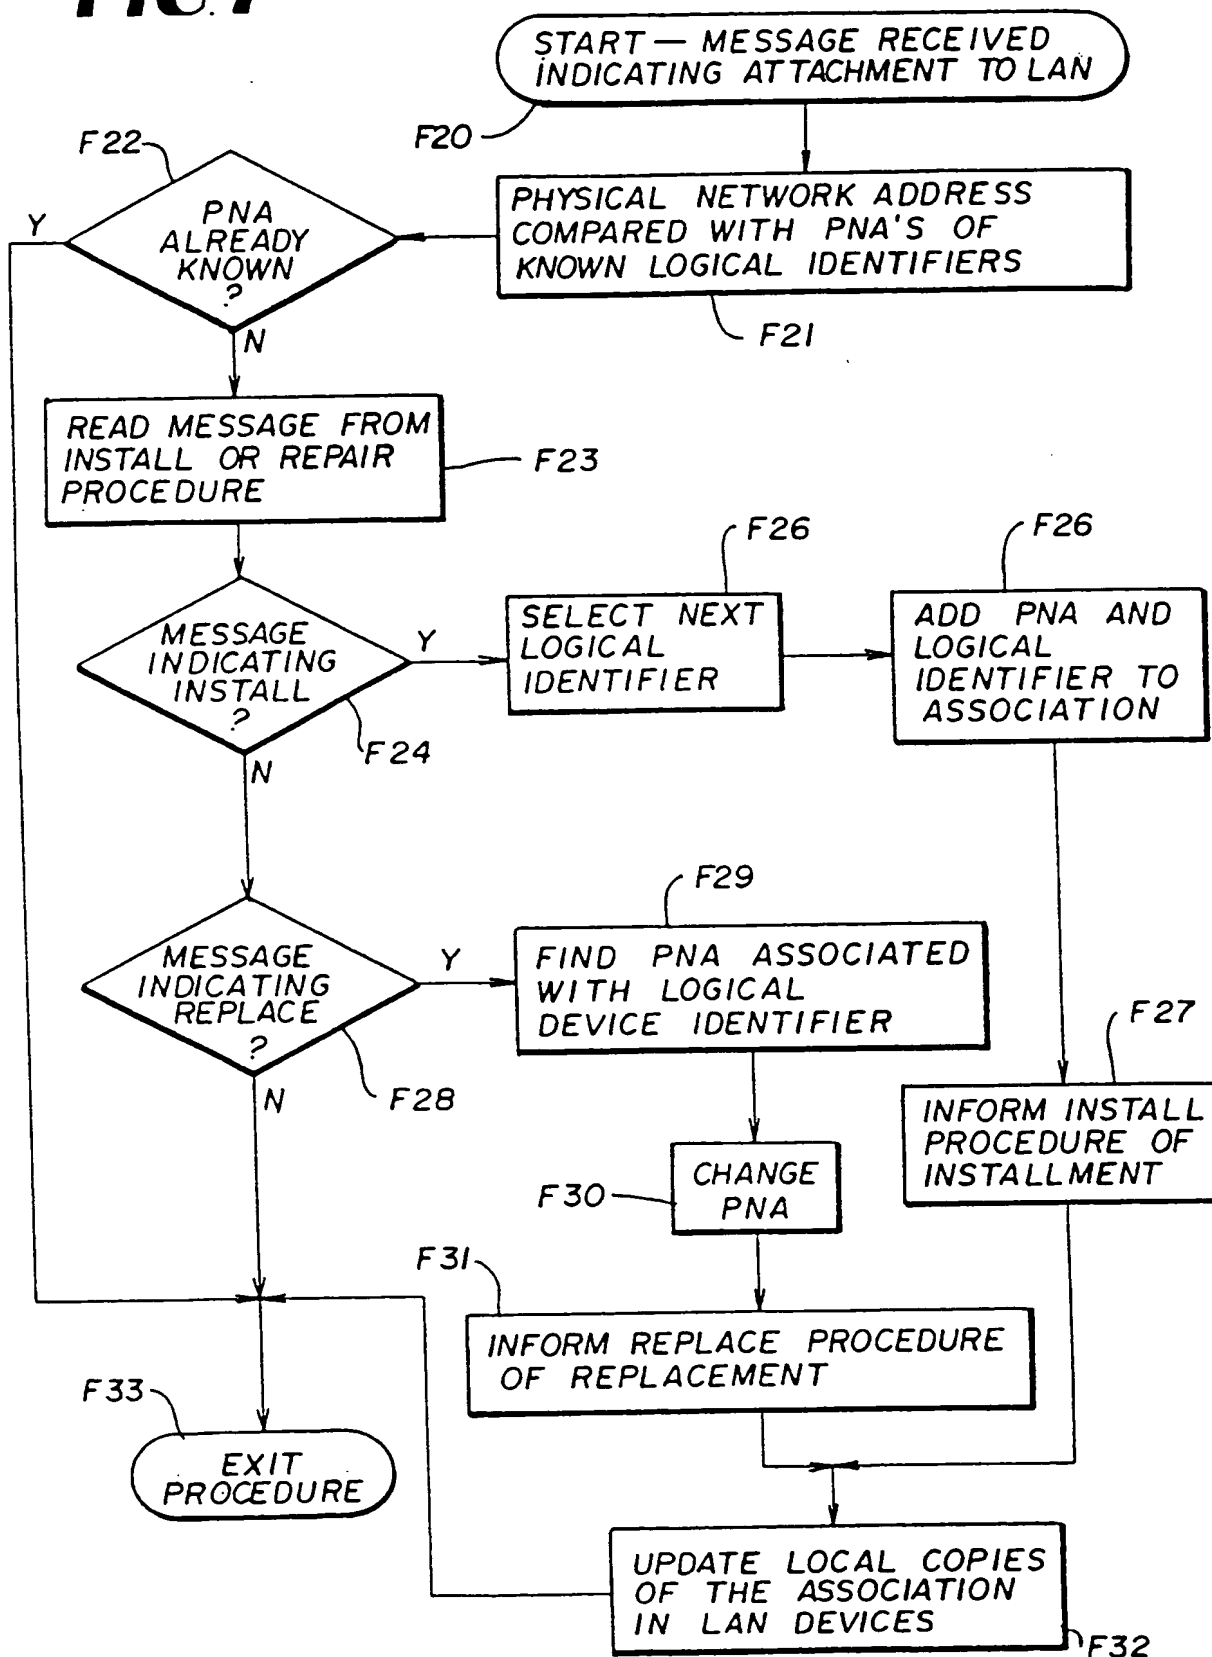 FIG. 7
START — MESSAGE RECEIVED
INDICATING ATTACHMENT TO LAN
F20
F22
Y
PNA
ALREADY
KNOWN
?
N
PHYSICAL NETWORK ADDRESS
COMPARED WITH PNA'S OF
KNOWN LOGICAL IDENTIFIERS
F21
READ MESSAGE FROM
INSTALL OR REPAIR
PROCEDURE
F23
MESSAGE
INDICATING
INSTALL
?
Y
F24
N
F26
SELECT NEXT
LOGICAL
IDENTIFIER
F26
ADD PNA AND
LOGICAL
IDENTIFIER TO
ASSOCIATION
MESSAGE
INDICATING
REPLACE
?
Y
F28
N
F29
FIND PNA ASSOCIATED
WITH LOGICAL
DEVICE IDENTIFIER
F27
INFORM INSTALL
PROCEDURE OF
INSTALLMENT
F30
CHANGE
PNA
F31
INFORM REPLACE PROCEDURE
OF REPLACEMENT
F33
EXIT
PROCEDURE
UPDATE LOCAL COPIES
OF THE ASSOCIATION
IN LAN DEVICES
F32